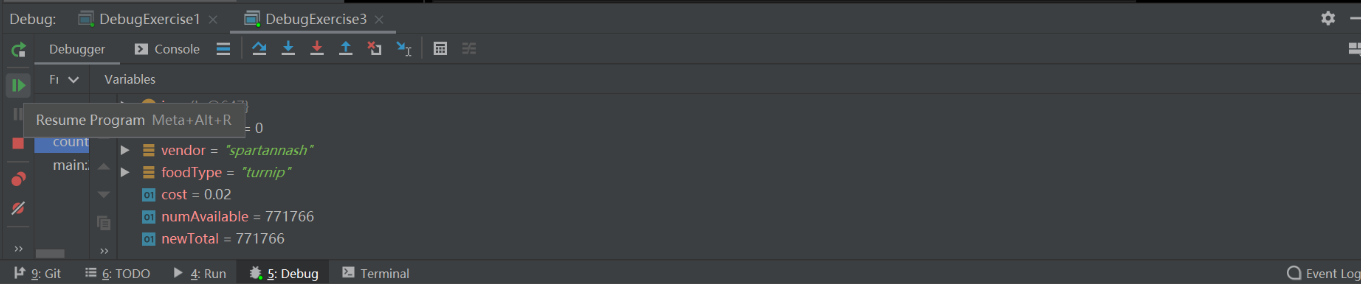 Debug: DebugExercise1 DebugExercise3
Debugger Console
Variables
Resume Program Meta+Alt+R
= 0
count
vendor = "spartannash"
main:
foodType = "turnip"
cost = 0.02
numAvailable = 771766
newTotal = 771766
9: Git 6: TODO 4: Run 5: Debug Terminal Event Log